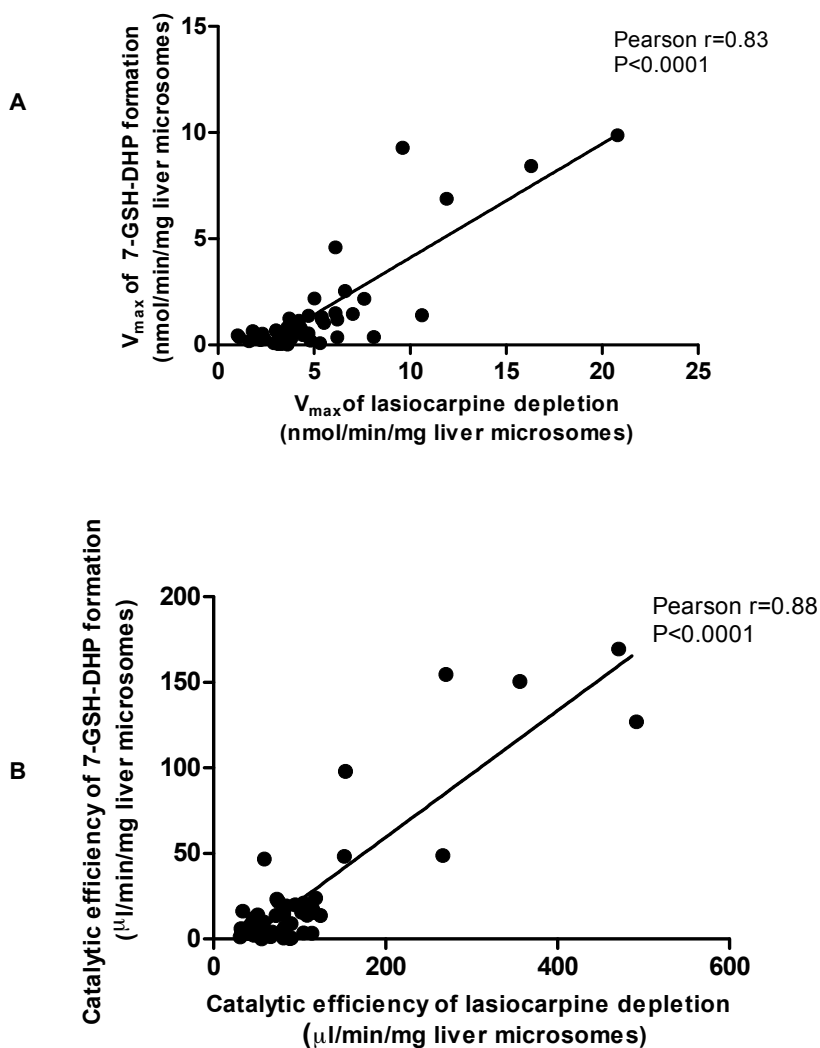 A
Vmax of 7-GSH-DHP formation
(nmol/min/mg liver microsomes)
15
10
5
0
Pearson r=0.83
P<0.0001
0 5 10 15 20 25
Vmax of lasiocarpine depletion
(nmol/min/mg liver microsomes)
B
Catalytic efficiency of 7-GSH-DHP formation
(µl/min/mg liver microsomes)
200
150
100
50
0
Pearson r=0.88
P<0.0001
0 200 400 600
Catalytic efficiency of lasiocarpine depletion
(µl/min/mg liver microsomes)